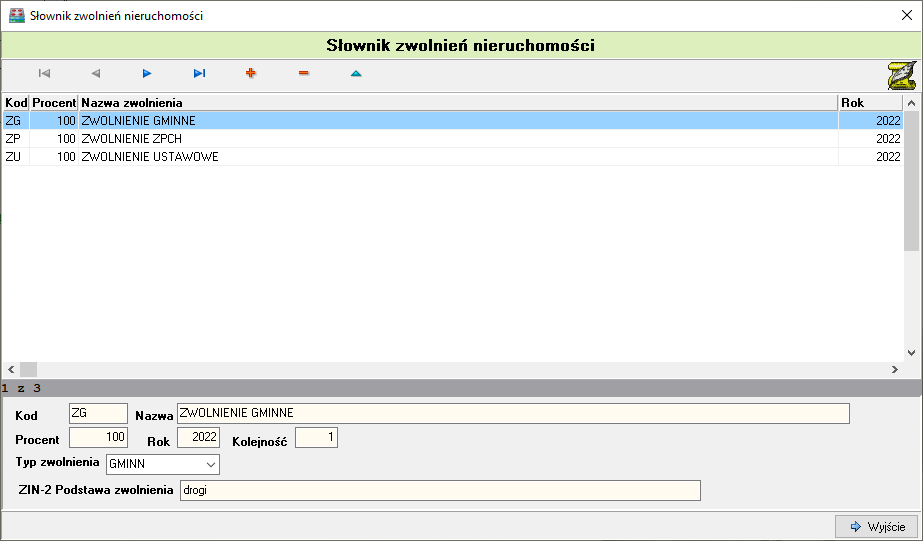 Słownik zwolnień nieruchomości
Słownik zwolnień nieruchomości
Kod Procent Nazwa zwolnienia Rok
ZG 100 ZWOLNIENIE GMINNE 2022
ZP 100 ZWOLNIENIE ZPCH 2022
ZU 100 ZWOLNIENIE USTAWOWE 2022
1 z 3
Kod ZG Nazwa ZWOLNIENIE GMINNE
Procent 100 Rok 2022 Kolejność 1
Typ zwolnienia GMINN
ZIN-2 Podstawa zwolnienia drogi
Wyjście